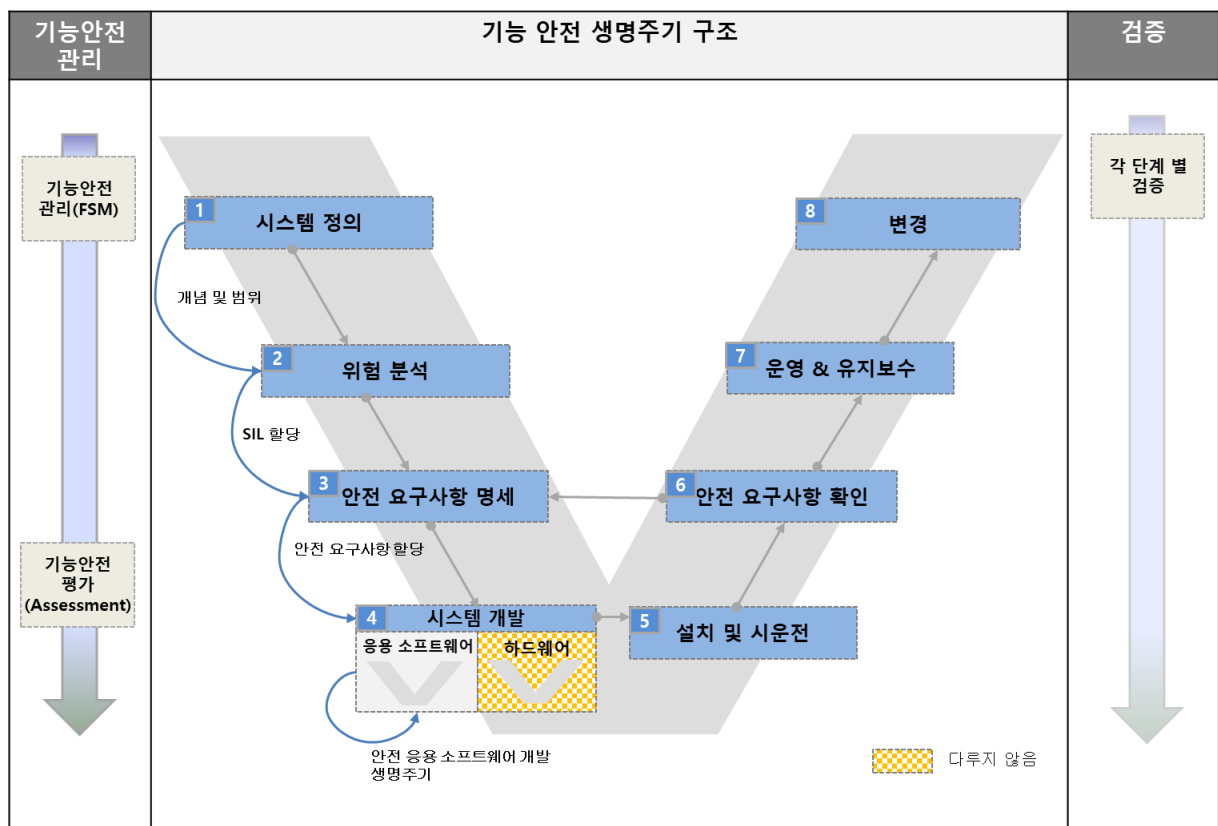 기능안전
관리
기능 안전 생명주기 구조
검증
기능안전
관리(FSM)
각 단계 별
검증
1
시스템 정의
8
변경
개념 및 범위
2
위험 분석
7
운영 & 유지보수
SIL 할당
3
안전 요구사항 명세
6
안전 요구사항 확인
안전 요구사항 할당
기능안전
평가
(Assessment)
4
시스템 개발
5
설치 및 시운전
응용 소프트웨어
하드웨어
안전 응용 소프트웨어 개발
생명주기
다루지 않음